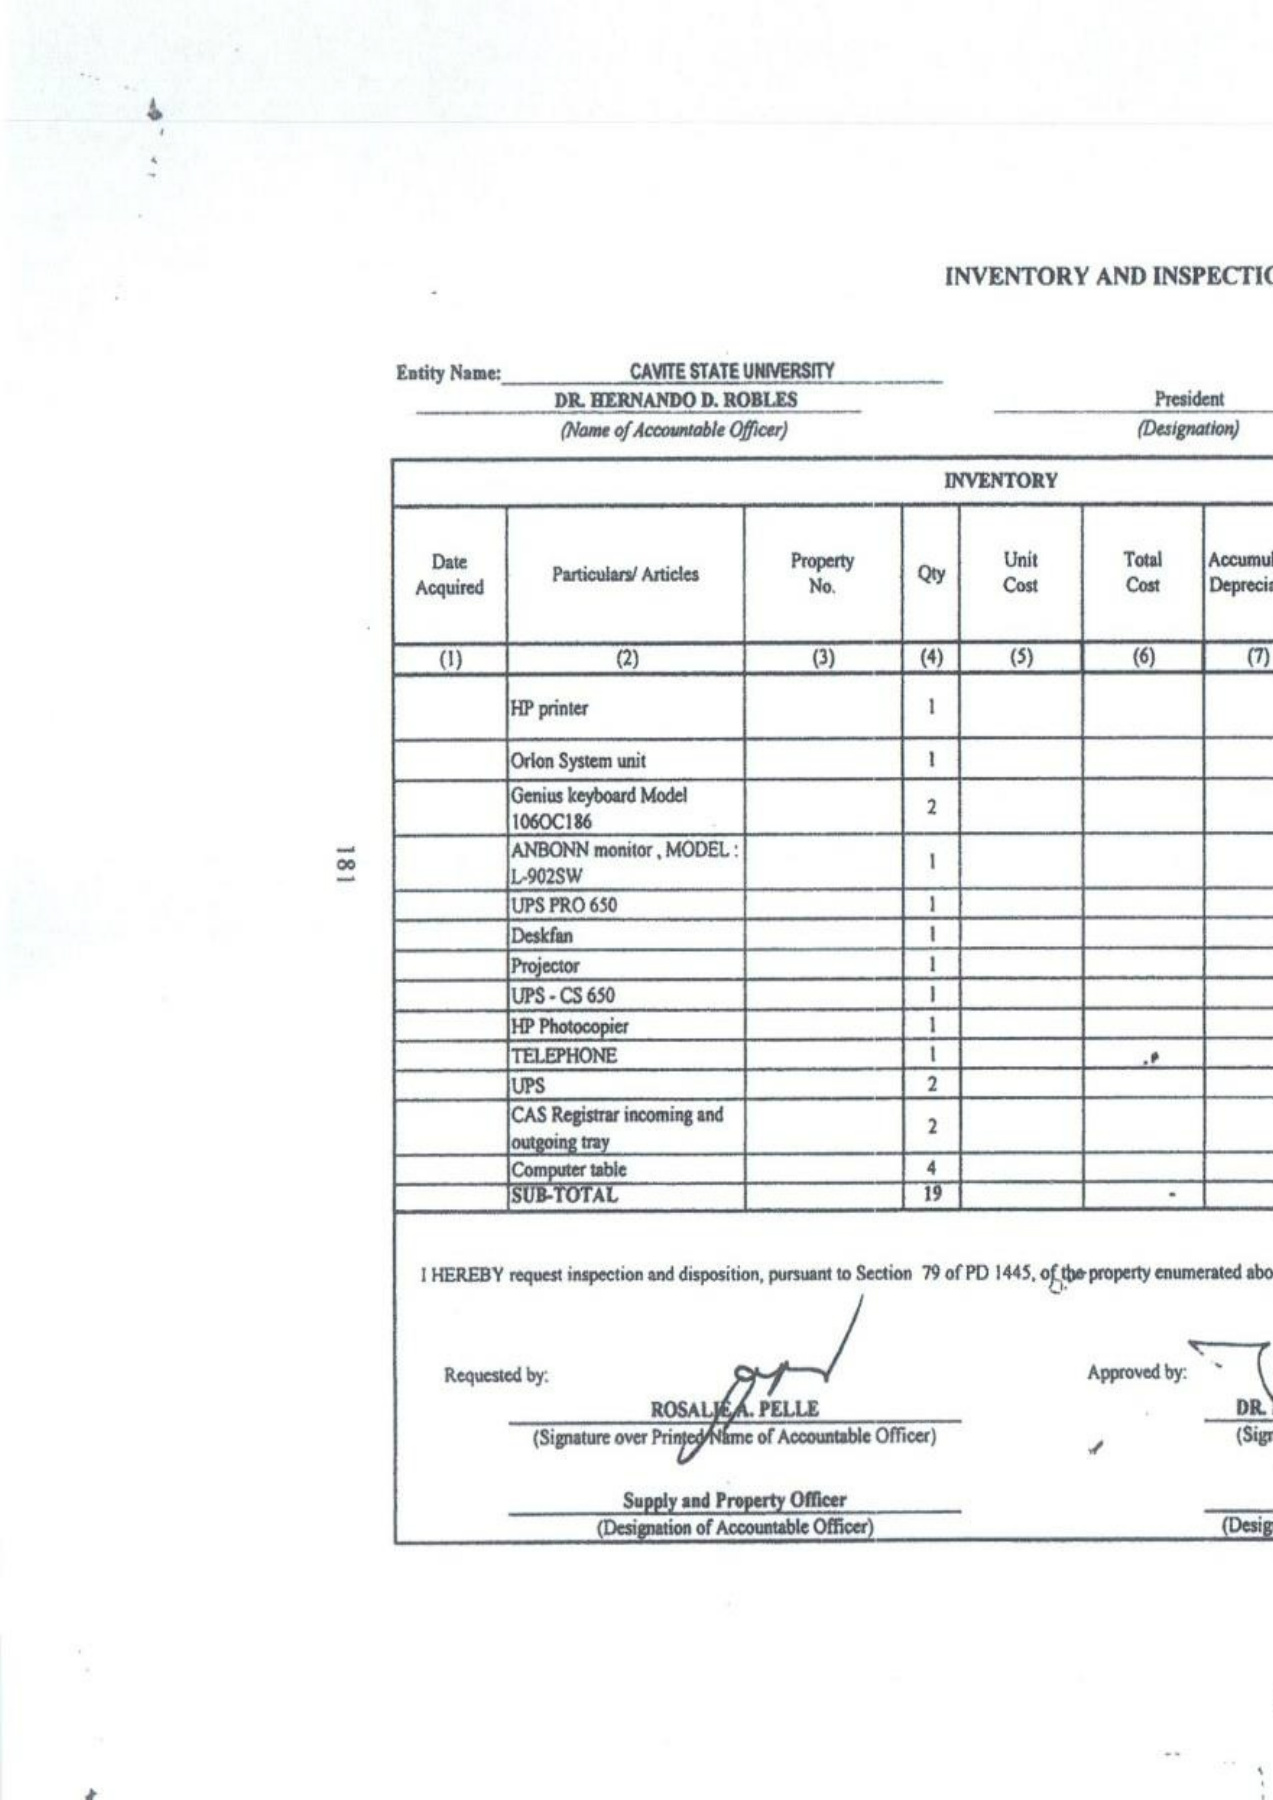 INVENTORY AND INSPECTIO
Entity Name: CAVITE STATE UNIVERSITY
DR. HERNANDO D. ROBLES President
(Name of Accountable Officer) (Designation)
INVENTORY
Date Acquired Particulars/ Articles Property No. Qty Unit Cost Total Cost Accumul Deprecia
(1) (2) (3) (4) (5) (6) (7)
HP printer 1
Orion System unit 1
Genius keyboard Model
106OC186 2
ANBONN monitor , MODEL :
L-902SW 1
UPS PRO 650 1
Deskfan 1
Projector 1
UPS - CS 650 1
HP Photocopier 1
TELEPHONE 1
UPS 2
CAS Registrar incoming and
outgoing tray 2
Computer table 4
SUB-TOTAL 19 -
181
I HEREBY request inspection and disposition, pursuant to Section 79 of PD 1445, of the property enumerated abo
Requested by: Approved by:
ROSALIE A. PELLE DR.
(Signature over Printed Name of Accountable Officer) (Sign
Supply and Property Officer
(Designation of Accountable Officer) (Desig